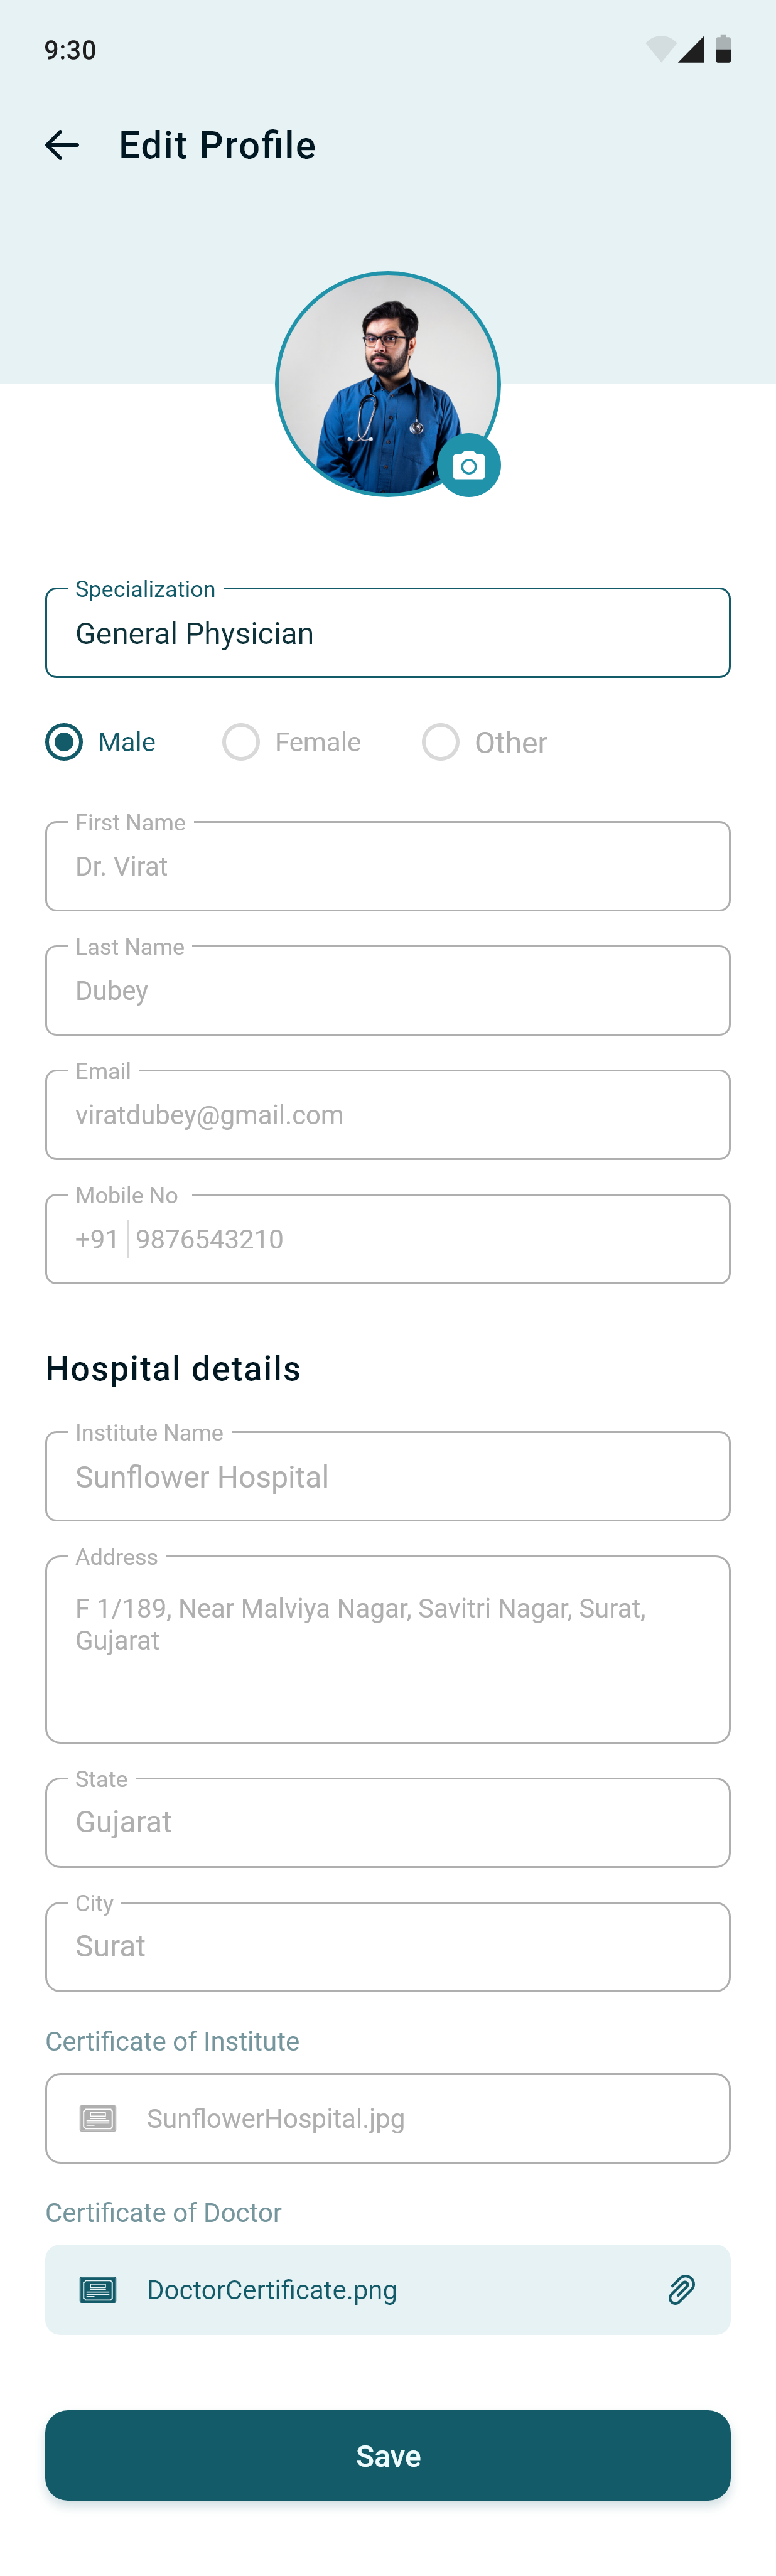 9:30
Edit Profile
Specialization
General Physician
Male
Female
Other
First Name
Dr. Virat
Last Name
Dubey
Email
viratdubey@gmail.com
Mobile No
+91 9876543210
Hospital details
Institute Name
Sunflower Hospital
Address
F 1/189, Near Malviya Nagar, Savitri Nagar, Surat,
Gujarat
State
Gujarat
City
Surat
Certificate of Institute
SunflowerHospital.jpg
Certificate of Doctor
DoctorCertificate.png
Save